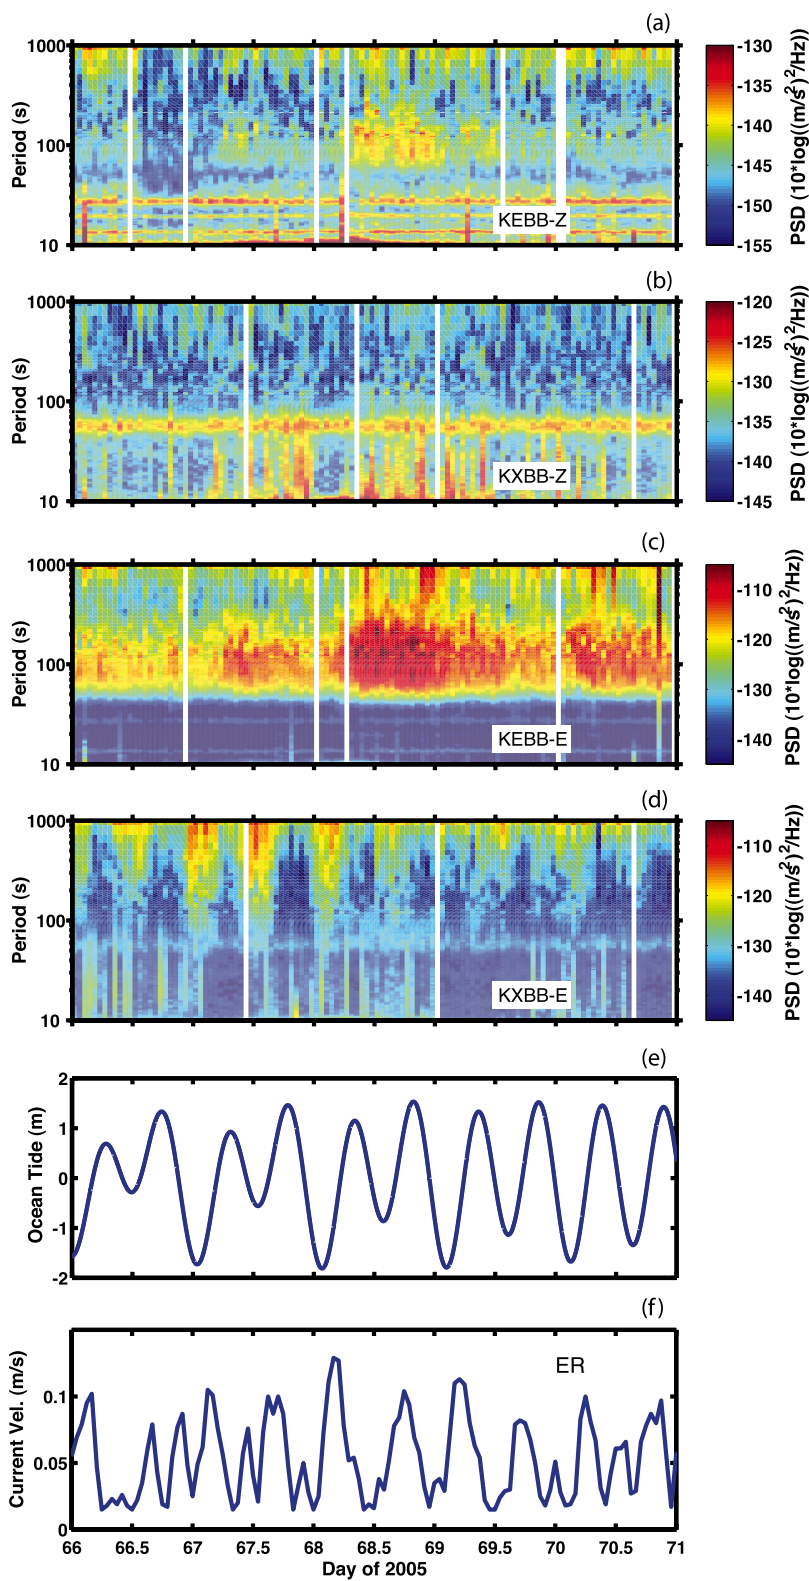 (a)
1000
100
10
Period (s)
KEBB-Z
-130
-135
-140
-145
-150
-155
PSD (10*log((m/s²)²/Hz))
(b)
1000
100
10
Period (s)
KXBB-Z
-120
-125
-130
-135
-140
-145
PSD (10*log((m/s²)²/Hz))
(c)
1000
100
10
Period (s)
KEBB-E
-110
-120
-130
-140
PSD (10*log((m/s²)²/Hz))
(d)
1000
100
10
Period (s)
KXBB-E
-110
-120
-130
-140
PSD (10*log((m/s²)²/Hz))
(e)
2
1
0
-1
-2
Ocean Tide (m)
(f)
ER
0.1
0.05
0
Current Vel. (m/s)
66 66.5 67 67.5 68 68.5 69 69.5 70 70.5 71
Day of 2005